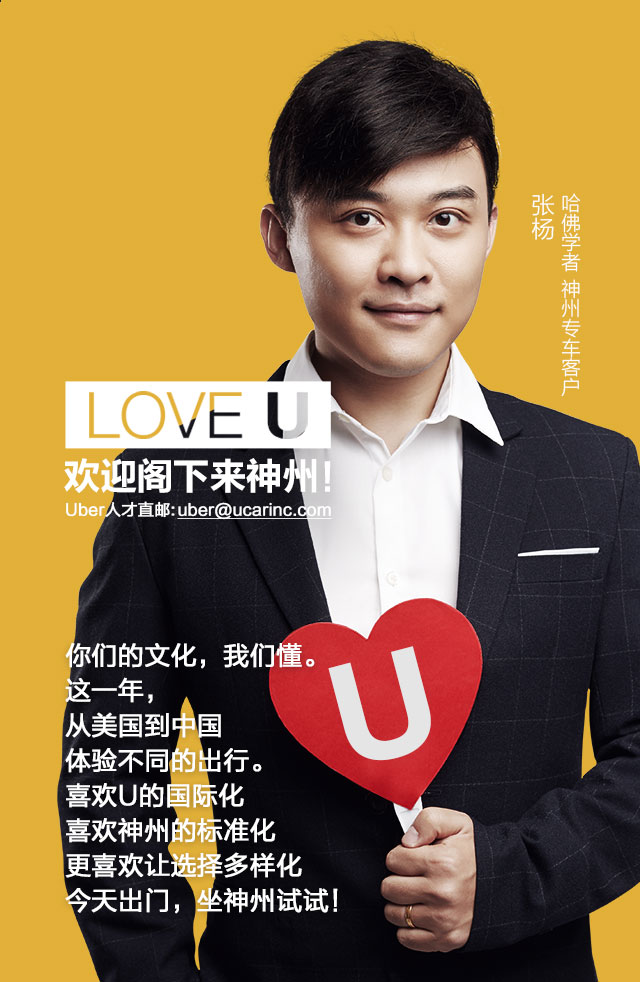 张杨
哈佛学者 神州专车客户
LOVE U
欢迎阁下来神州！
Uber人才直邮:uber@ucarinc.com
你们的文化，我们懂。
这一年，
从美国到中国
体验不同的出行。
喜欢U的国际化
喜欢神州的标准化
更喜欢让选择多样化
今天出门，坐神州试试！
U